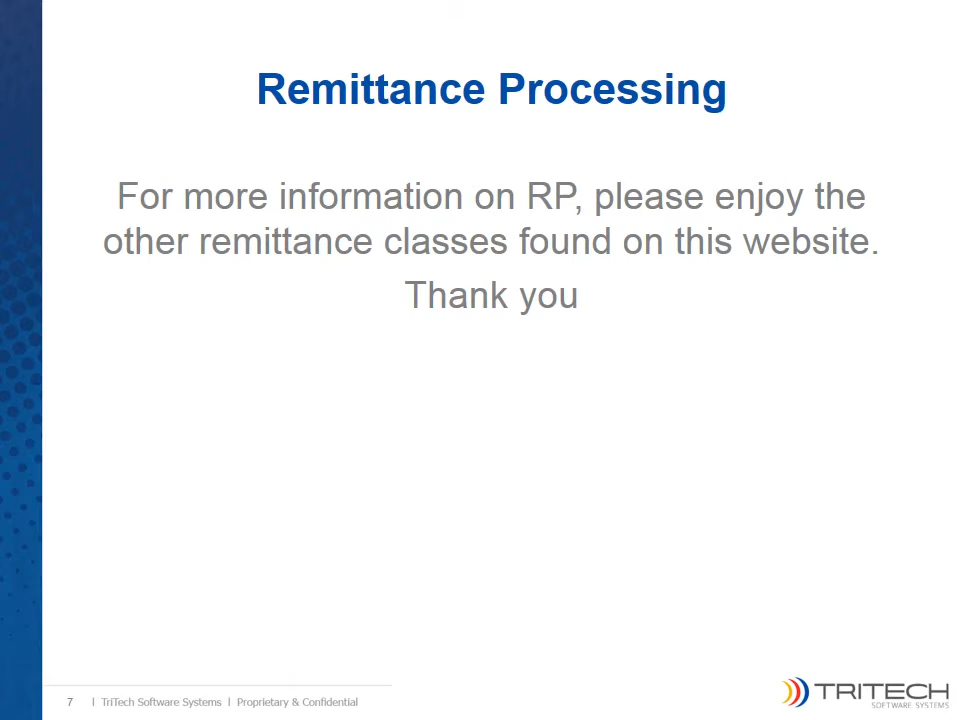 Remittance Processing
For more information on RP, please enjoy the
other remittance classes found on this website.
Thank you
7 | TriTech Software Systems | Proprietary & Confidential
TRITECH
SOFTWARE SYSTEMS